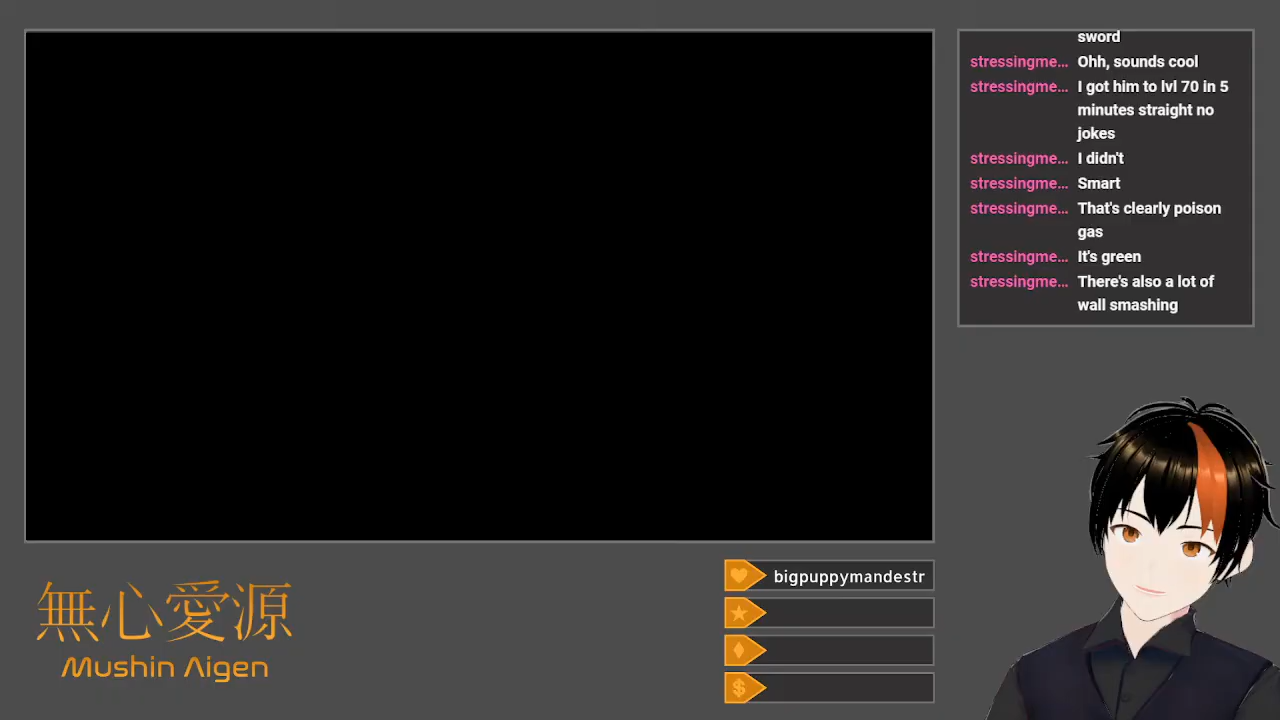 sword
stressingme... Ohh, sounds cool
stressingme... I got him to lvl 70 in 5
minutes straight no
jokes
stressingme... I didn't
stressingme... Smart
stressingme... That's clearly poison
gas
stressingme... It's green
stressingme... There's also a lot of
wall smashing
bigpuppymandestr
無心愛源
Mushin Aigen
$